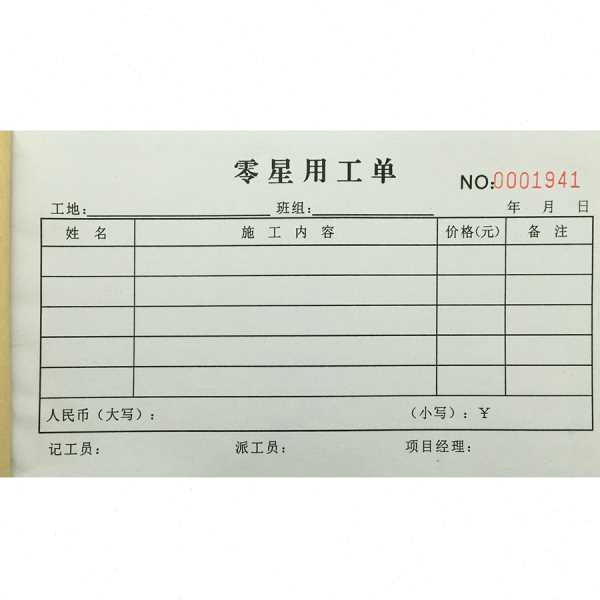 零星用工单
NO:0001941
工地: 班组: 年 月 日
姓 名 施 工 内 容 价格(元) 备 注
人民币（大写）： （小写）：¥
记工员： 派工员： 项目经理：